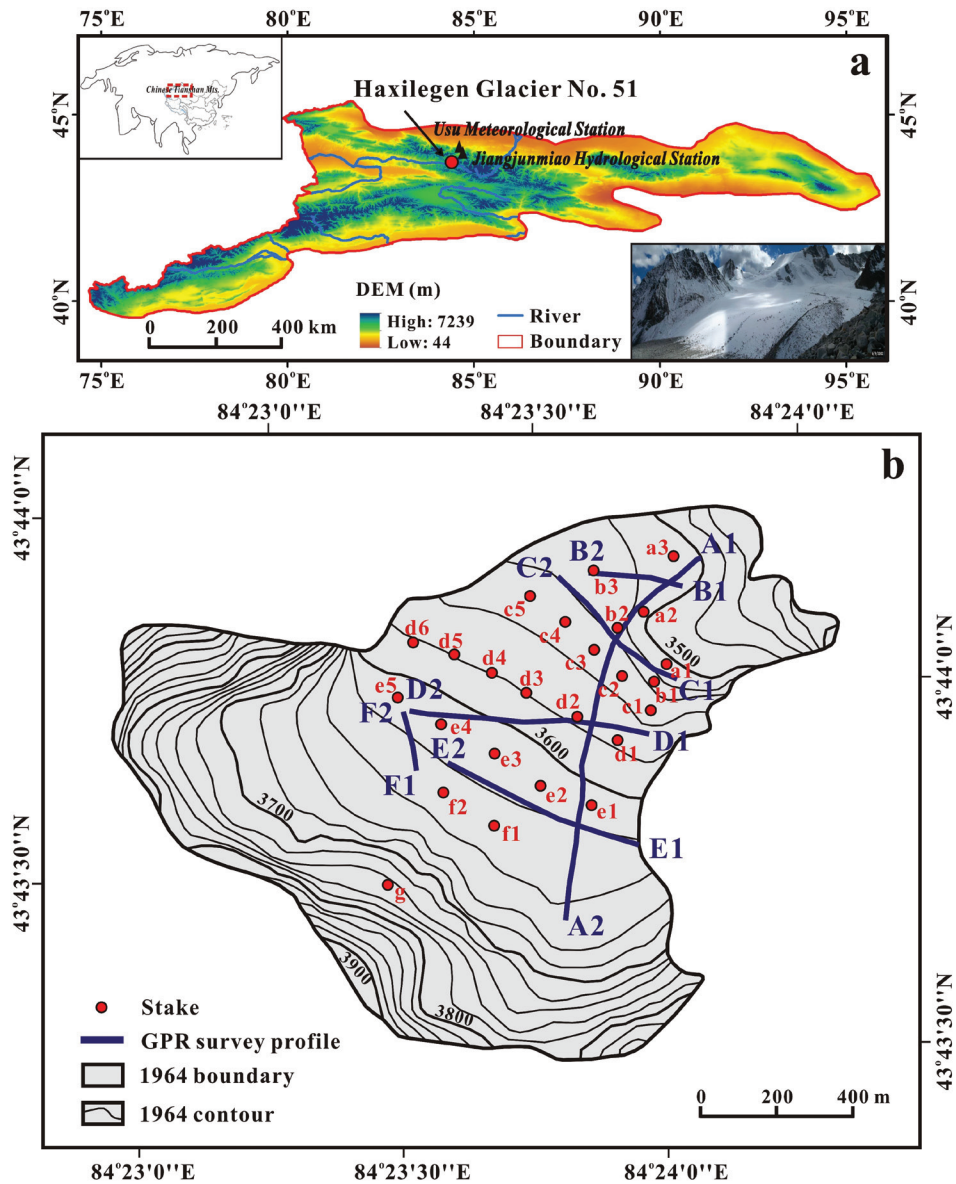 75°E 80°E 85°E 90°E 95°E
a
Chinese Tianshan Mts.
Haxilegen Glacier No. 51
45°N
45°N
Usu Meteorological Station
Jiangjunmiao Hydrological Station
40°N
40°N
DEM (m)
High: 7239
Low: 44
River
Boundary
0 200 400 km
75°E 80°E 85°E 90°E 95°E
84°23'0''E 84°23'30''E 84°24'0''E
b
43°44'0''N
43°44'0''N
A1
a3
B2
C2
b3
B1
c5
b2
a2
c4
d6
d5
c3
3500
a1
d4
c2
C1
b1
d3
c1
e5
D2
d2
F2
D1
e4
d1
E2
3600
e3
F1
e2
f2
e1
3700
f1
E1
43°43'30''N
g
A2
3900
3800
43°43'30''N
Stake
GPR survey profile
1964 boundary
1964 contour
0 200 400 m
84°23'0''E 84°23'30''E 84°24'0''E